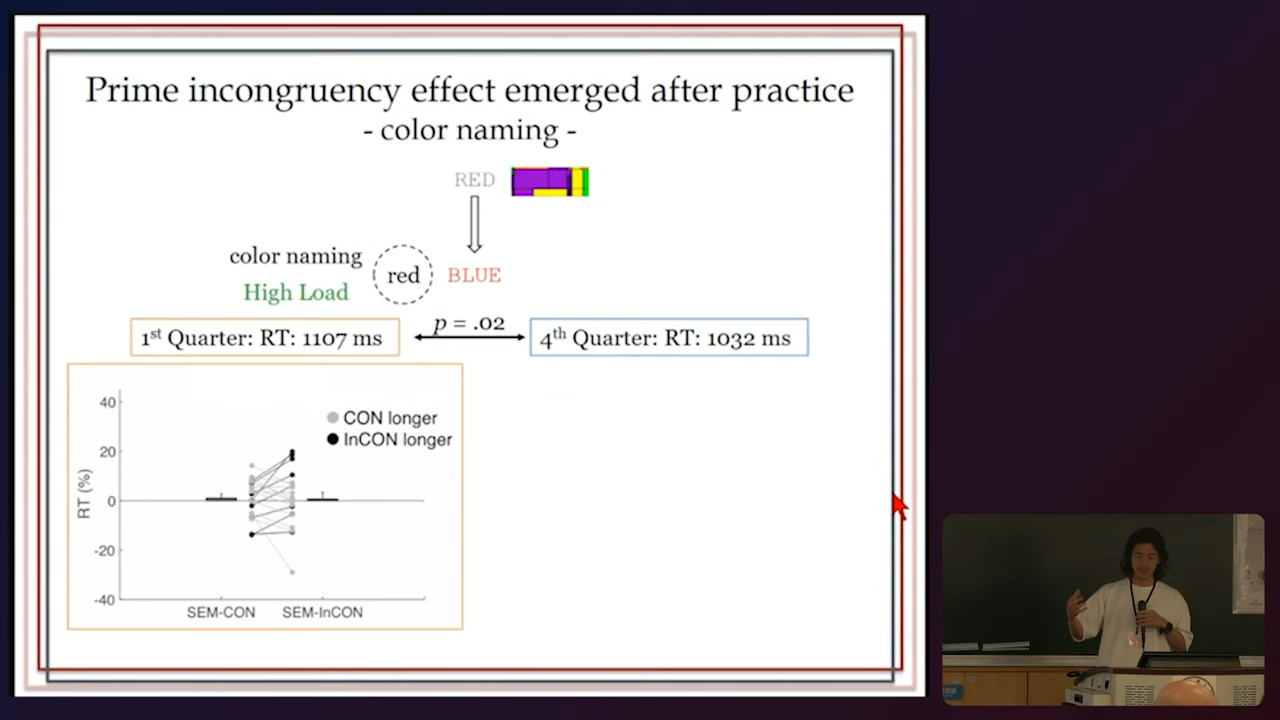 Prime incongruency effect emerged after practice
- color naming -
RED
color naming
red
BLUE
High Load
p = .02
1st Quarter: RT: 1107 ms
4th Quarter: RT: 1032 ms
40
CON longer
InCON longer
20
RT (%)
0
-20
-40
SEM-CON
SEM-InCON